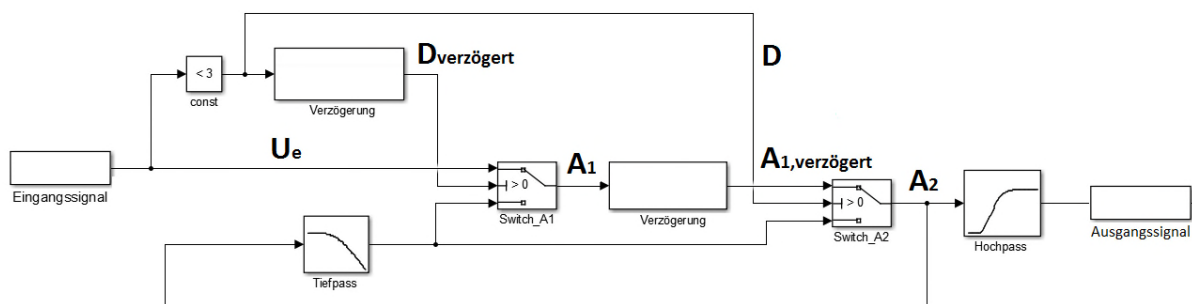 Dverzögert
D
< 3
const
Verzögerung
Ue
A1
A1,verzögert
A2
Eingangssignal
> 0
Switch_A1
Verzögerung
> 0
Switch_A2
Hochpass
Ausgangssignal
Tiefpass